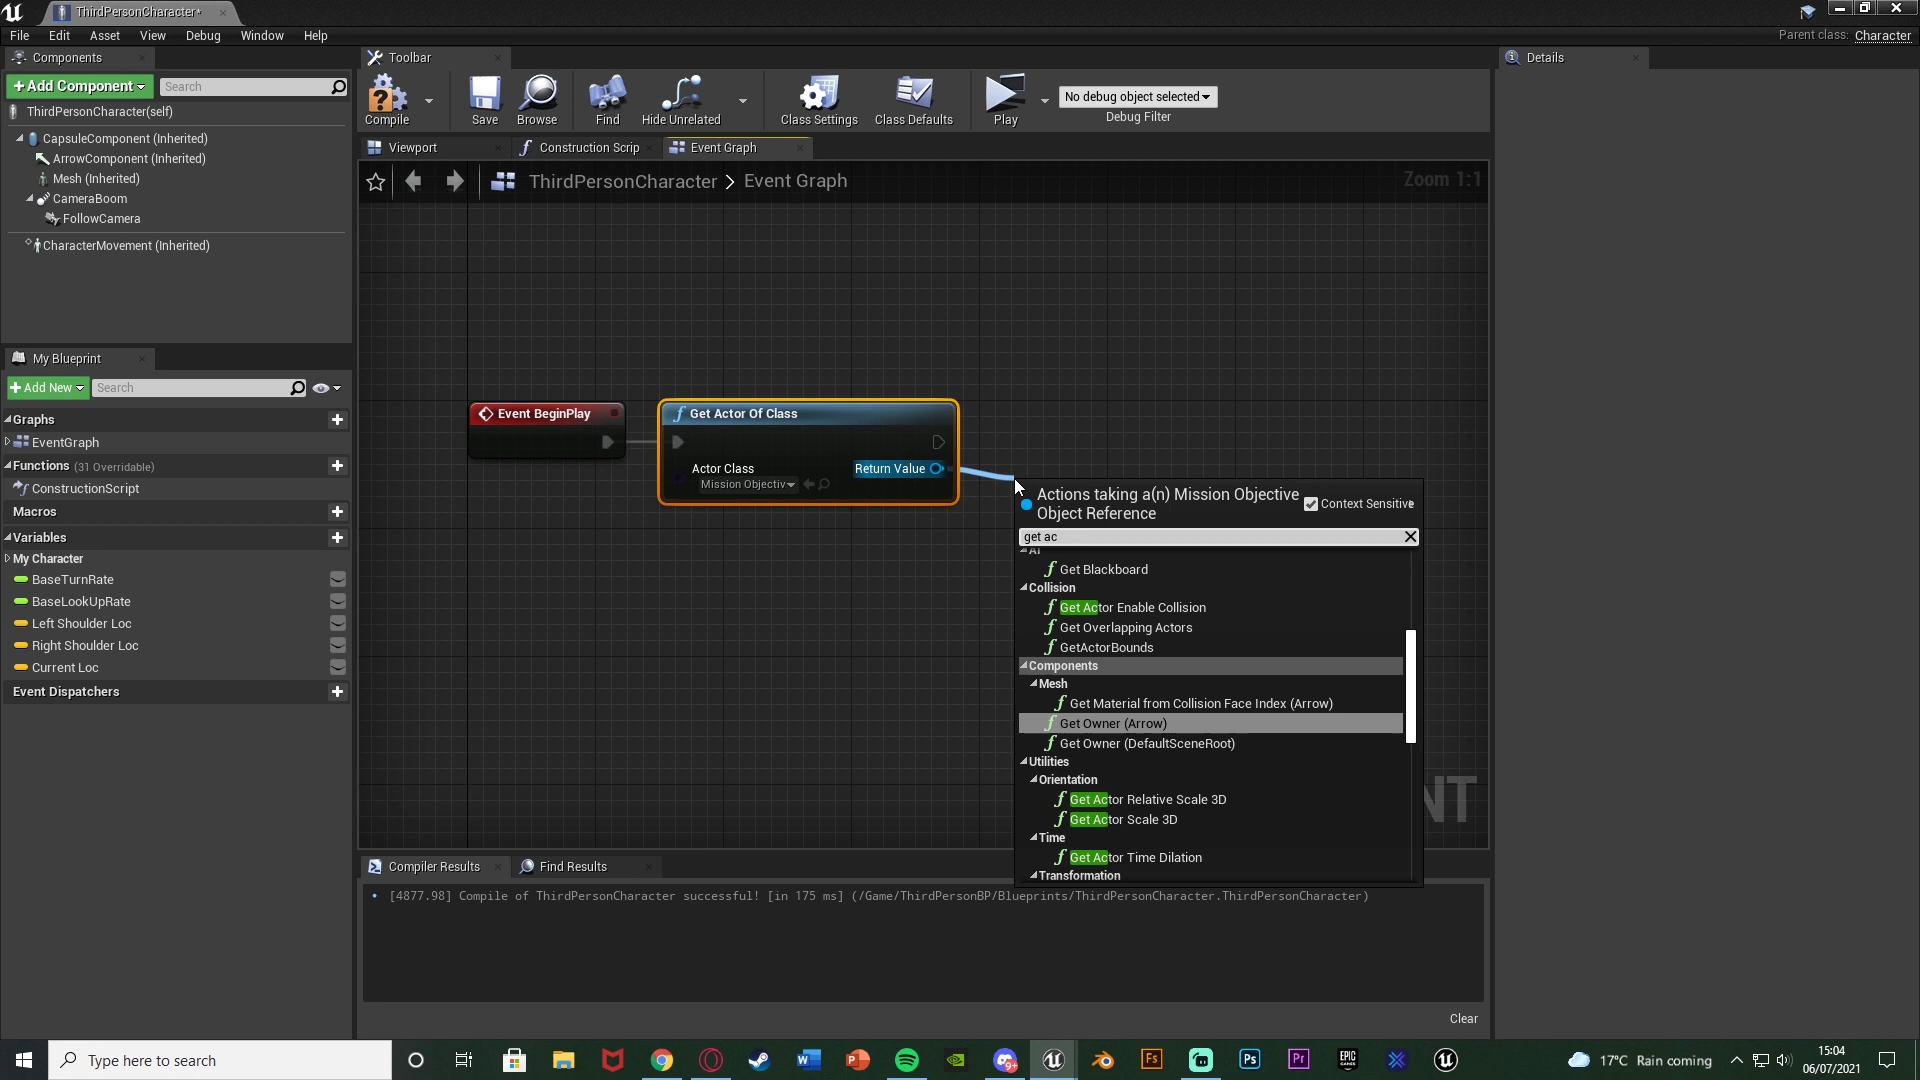 ThirdPersonCharacter*
File Edit Asset View Debug Window Help
Parent class: Character
Components
Toolbar
Details
+Add Component
Search
ThirdPersonCharacter(self)
CapsuleComponent (Inherited)
ArrowComponent (Inherited)
Mesh (Inherited)
CameraBoom
FollowCamera
CharacterMovement (Inherited)
Compile
Save
Browse
Find
Hide Unrelated
Class Settings
Class Defaults
Play
No debug object selected
Debug Filter
Viewport
Construction Scrip
Event Graph
ThirdPersonCharacter > Event Graph
Zoom 1:1
My Blueprint
+Add New
Search
Graphs
EventGraph
Functions (31 Overridable)
ConstructionScript
Macros
Variables
My Character
BaseTurnRate
BaseLookUpRate
Left Shoulder Loc
Right Shoulder Loc
Current Loc
Event Dispatchers
Event BeginPlay
Get Actor Of Class
Actor Class
Mission Objectiv
Return Value
Actions taking a(n) Mission Objective
Object Reference
Context Sensitive
get ac
AI
Get Blackboard
Collision
Get Actor Enable Collision
Get Overlapping Actors
GetActorBounds
Components
Mesh
Get Material from Collision Face Index (Arrow)
Get Owner (Arrow)
Get Owner (DefaultSceneRoot)
Utilities
Orientation
Get Actor Relative Scale 3D
Get Actor Scale 3D
Time
Get Actor Time Dilation
Transformation
NT
Compiler Results
Find Results
[4877.98] Compile of ThirdPersonCharacter successful! [in 175 ms] (/Game/ThirdPersonBP/Blueprints/ThirdPersonCharacter.ThirdPersonCharacter)
Clear
Type here to search
17°C Rain coming
15:04
06/07/2021